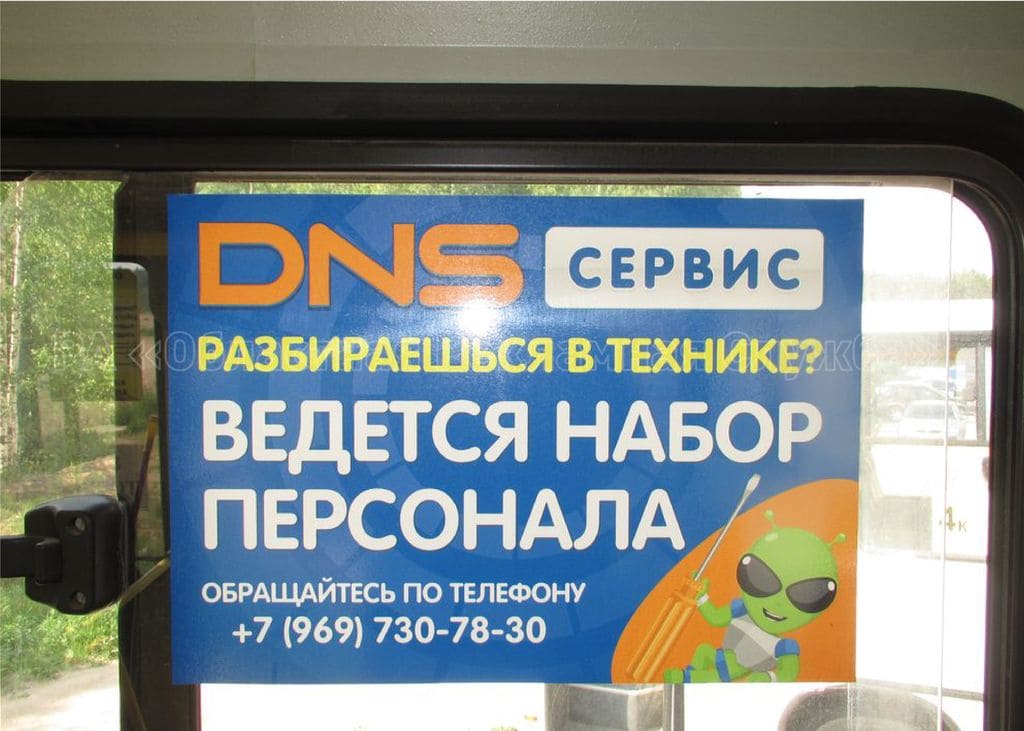 DNS СЕРВИС
РАЗБИРАЕШЬСЯ В ТЕХНИКЕ?
ВЕДЕТСЯ НАБОР
ПЕРСОНАЛА
ОБРАЩАЙТЕСЬ ПО ТЕЛЕФОНУ
+7 (969) 730-78-30